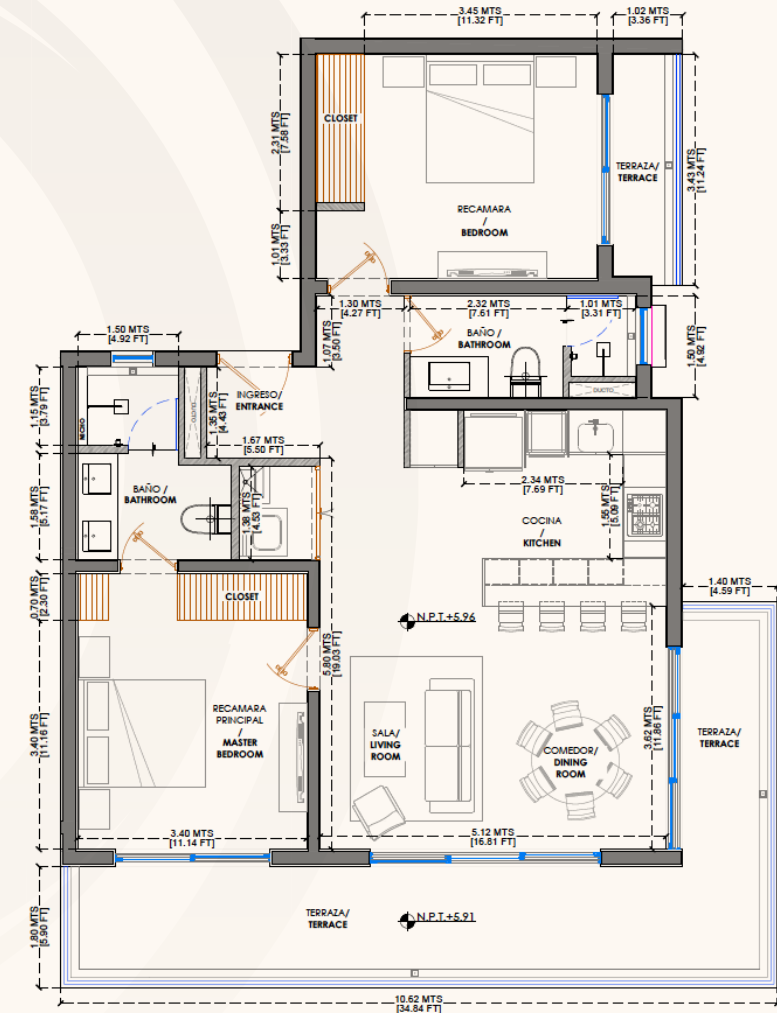 3.45 MTS
[11.32 FT]
1.02 MTS
[3.36 FT]
2.31 MTS
[7.58 FT]
CLOSET
TERRAZA/
TERRACE
3.43 MTS
[11.24 FT]
RECAMARA
/
BEDROOM
1.01 MTS
[3.33 FT]
1.30 MTS
[4.27 FT]
2.32 MTS
[7.61 FT]
1.01 MTS
[3.31 FT]
1.07 MTS
[3.50 FT]
BAÑO /
BATHROOM
1.50 MTS
[4.92 FT]
1.50 MTS
[4.92 FT]
DUCTO
1.15 MTS
[3.79 FT]
NICHO
DUCTO
1.35 MTS
[4.43 FT]
INGRESO/
ENTRANCE
1.67 MTS
[5.50 FT]
2.34 MTS
[7.69 FT]
1.55 MTS
[5.09 FT]
COCINA
/
KITCHEN
1.58 MTS
[5.17 FT]
BAÑO /
BATHROOM
1.38 MTS
[4.53 FT]
0.70 MTS
[2.30 FT]
CLOSET
1.40 MTS
[4.59 FT]
N.P.T.+5.96
5.80 MTS
[19.03 FT]
3.40 MTS
[11.16 FT]
RECAMARA
PRINCIPAL
/
MASTER
BEDROOM
SALA/
LIVING
ROOM
COMEDOR/
DINING
ROOM
3.62 MTS
[11.86 FT]
TERRAZA/
TERRACE
3.40 MTS
[11.14 FT]
5.12 MTS
[16.81 FT]
1.80 MTS
[5.90 FT]
TERRAZA/
TERRACE
N.P.T.+5.91
10.62 MTS
[34.84 FT]